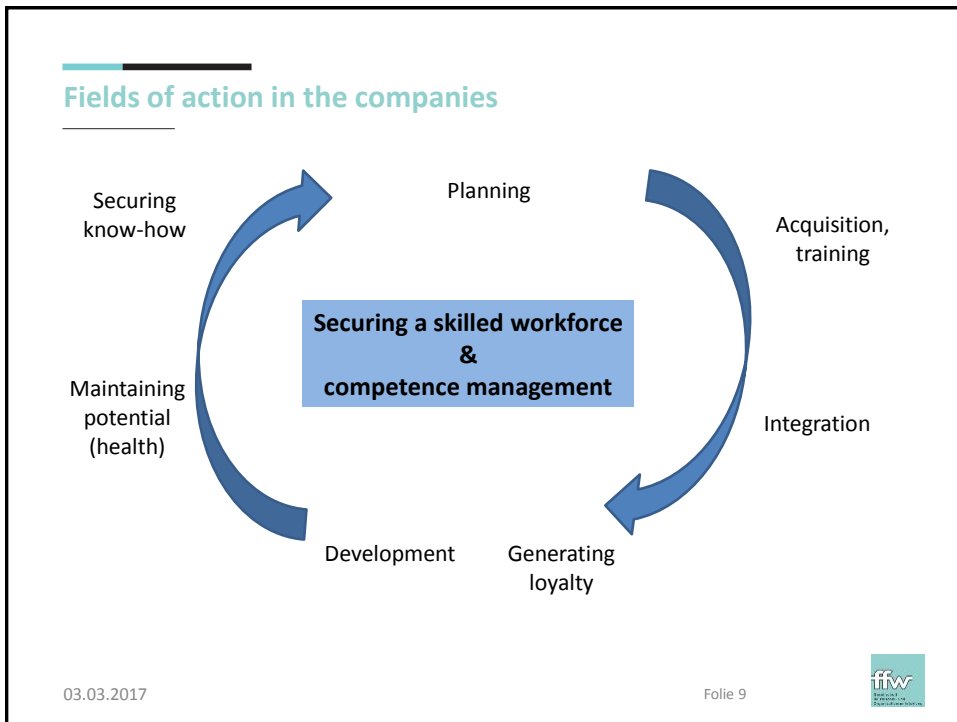 Fields of action in the companies
Planning
Securing
know-how
Acquisition,
training
Securing a skilled workforce
&
competence management
Maintaining
potential
(health)
Integration
Development
Generating
loyalty
03.03.2017
Folie 9
ffw